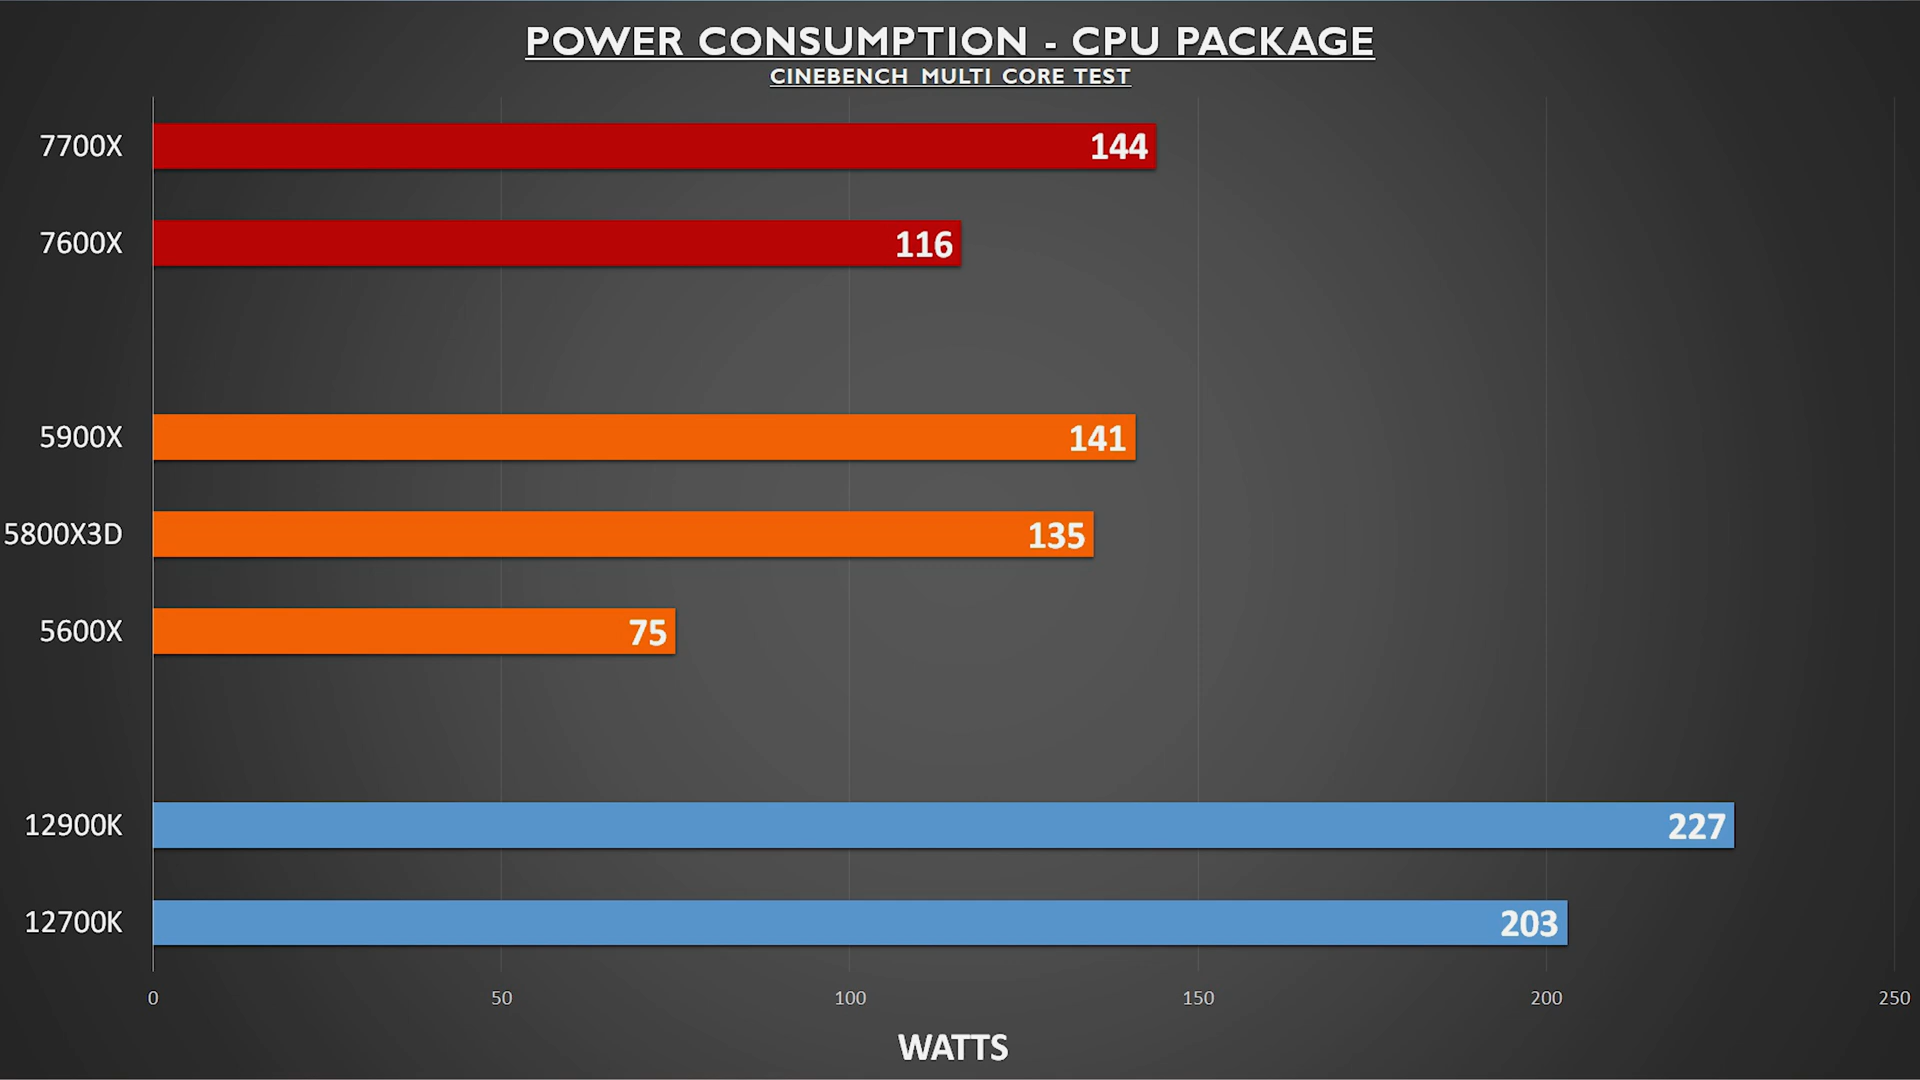 POWER CONSUMPTION - CPU PACKAGE
CINEBENCH MULTI CORE TEST
7700X 144
7600X 116
5900X 141
5800X3D 135
5600X 75
12900K 227
12700K 203
0 50 100 150 200 250
WATTS